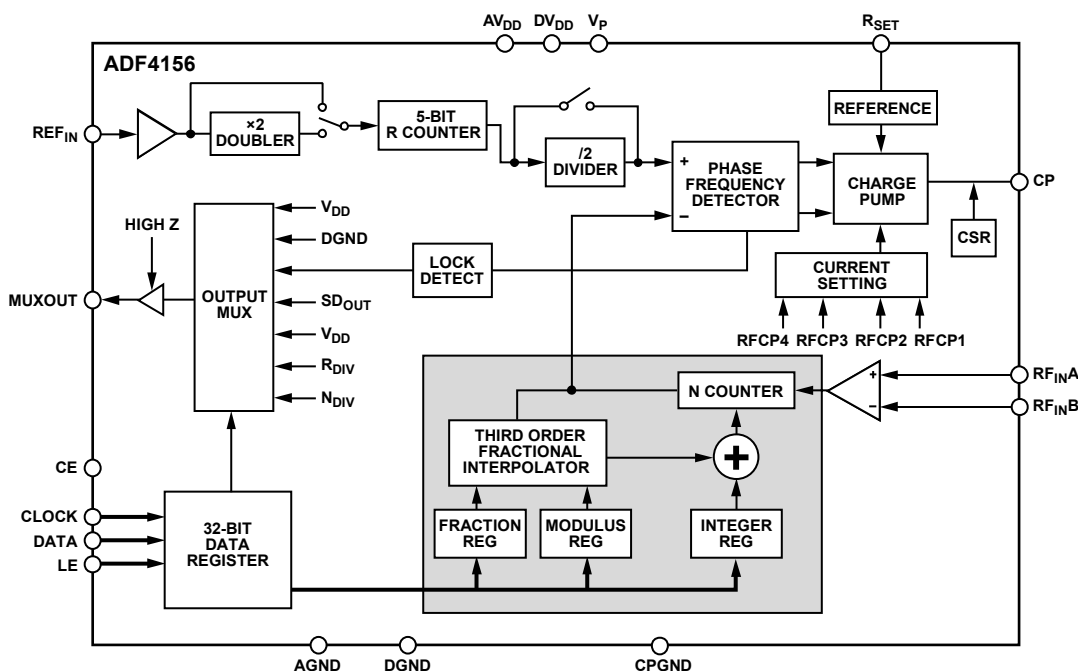 AVDD
DVDD
VP
RSET
ADF4156
REFIN
×2
DOUBLER
5-BIT
R COUNTER
/2
DIVIDER
+
−
PHASE
FREQUENCY
DETECTOR
REFERENCE
CHARGE
PUMP
CP
CSR
HIGH Z
MUXOUT
OUTPUT
MUX
VDD
DGND
LOCK
DETECT
SDOUT
VDD
RDIV
NDIV
CURRENT
SETTING
RFCP4
RFCP3
RFCP2
RFCP1
N COUNTER
+
−
RFINA
RFINB
THIRD ORDER
FRACTIONAL
INTERPOLATOR
+
CE
CLOCK
DATA
LE
32-BIT
DATA
REGISTER
FRACTION
REG
MODULUS
REG
INTEGER
REG
AGND
DGND
CPGND